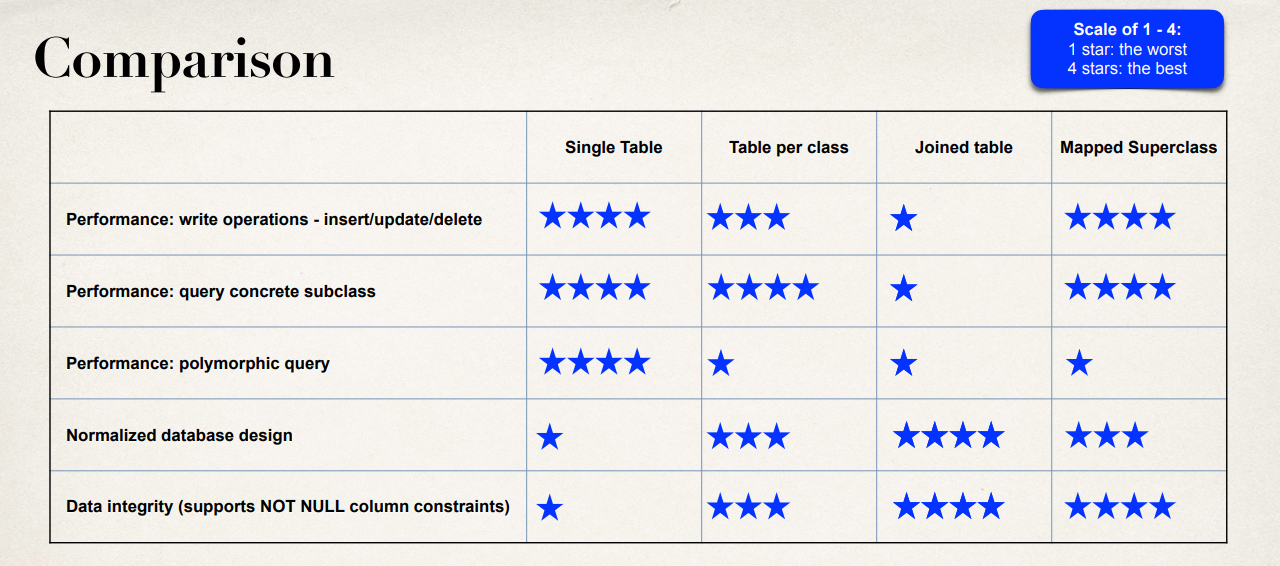 Comparison
Scale of 1 - 4:
1 star: the worst
4 stars: the best
Single Table Table per class Joined table Mapped Superclass
Performance: write operations - insert/update/delete ★★★★ ★★★ ★ ★★★★
Performance: query concrete subclass ★★★★ ★★★★ ★ ★★★★
Performance: polymorphic query ★★★★ ★ ★ ★
Normalized database design ★ ★★★ ★★★★ ★★★
Data integrity (supports NOT NULL column constraints) ★ ★★★ ★★★★ ★★★★